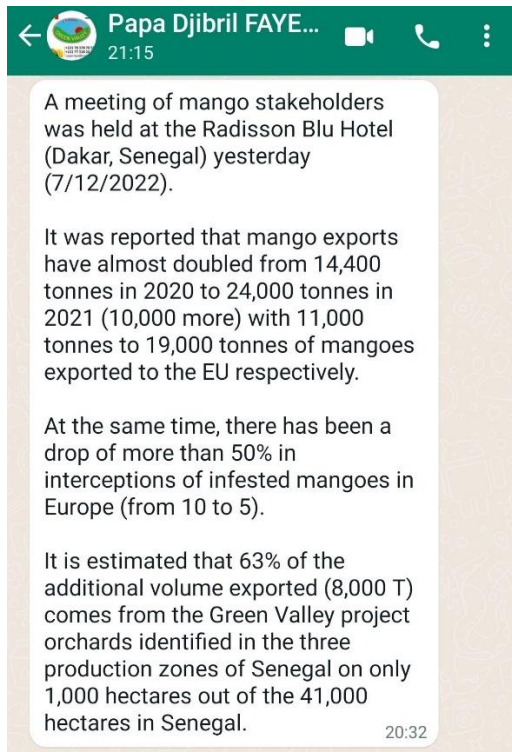 Papa Djibril FAYE...
21:15
A meeting of mango stakeholders
was held at the Radisson Blu Hotel
(Dakar, Senegal) yesterday
(7/12/2022).
It was reported that mango exports
have almost doubled from 14,400
tonnes in 2020 to 24,000 tonnes in
2021 (10,000 more) with 11,000
tonnes to 19,000 tonnes of mangoes
exported to the EU respectively.
At the same time, there has been a
drop of more than 50% in
interceptions of infested mangoes in
Europe (from 10 to 5).
It is estimated that 63% of the
additional volume exported (8,000 T)
comes from the Green Valley project
orchards identified in the three
production zones of Senegal on only
1,000 hectares out of the 41,000
hectares in Senegal.
20:32